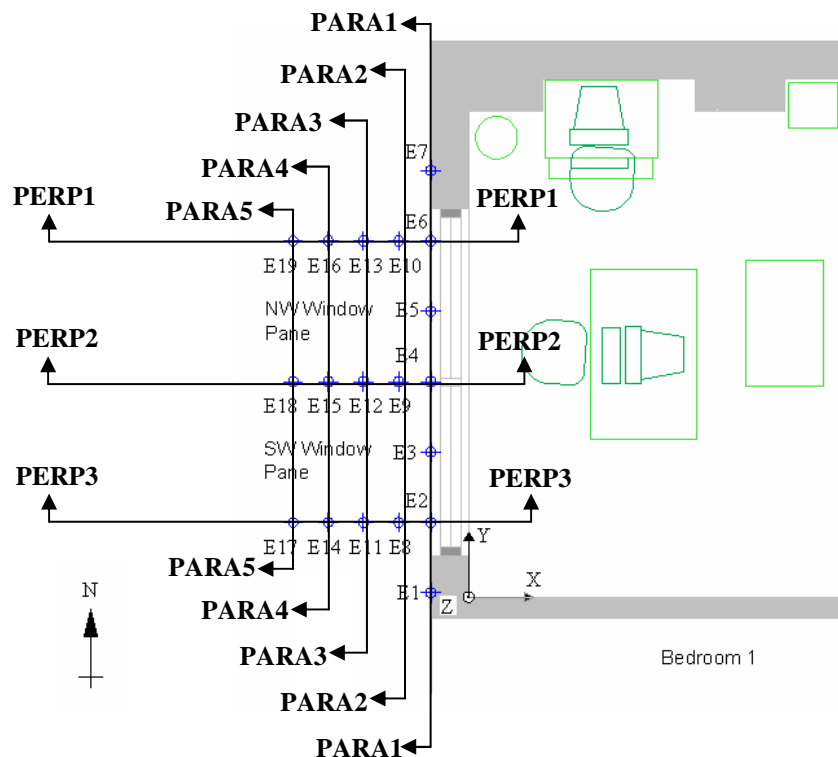 PARA1
PARA2
PARA3
E7
PARA4
PERP1
PARA5
E6
PERP1
E19 E16 E13 E10
NW Window
Pane
E5
PERP2
E4
PERP2
E18 E15 E12 E9
SW Window
Pane
E3
PERP3
E2
PERP3
E17 E14 E11 E8
Y
PARA5
N
E1
X
PARA4
Z
PARA3
Bedroom 1
PARA2
PARA1